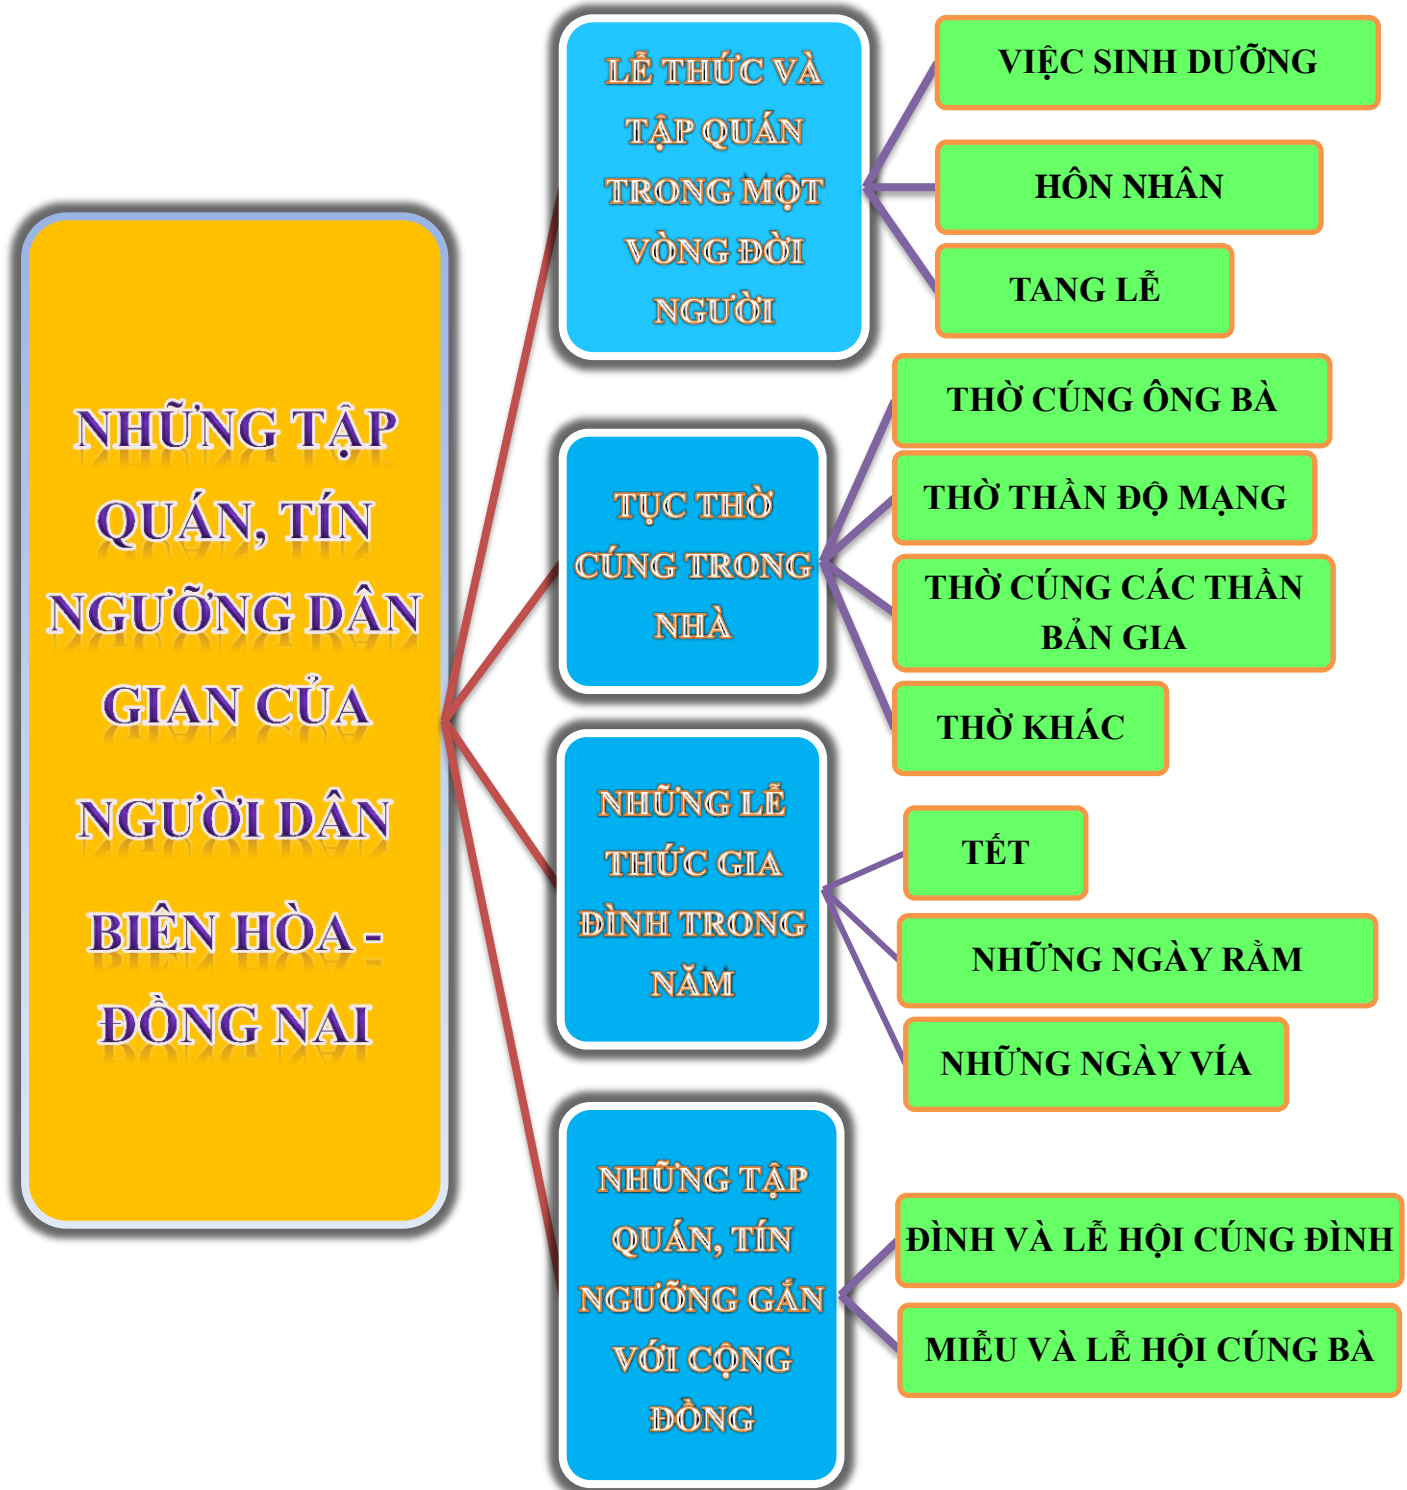 NHỮNG TẬP
QUÁN, TÍN
NGƯỠNG DÂN
GIAN CỦA
NGƯỜI DÂN
BIÊN HÒA -
ĐỒNG NAI
LỄ THỨC VÀ
TẬP QUÁN
TRONG MỘT
VÒNG ĐỜI
NGƯỜI
VIỆC SINH DƯỠNG
HÔN NHÂN
TANG LỄ
TỤC THỜ
CÚNG TRONG
NHÀ
THỜ CÚNG ÔNG BÀ
THỜ THẦN ĐỘ MẠNG
THỜ CÚNG CÁC THẦN
BẢN GIA
THỜ KHÁC
NHỮNG LỄ
THỨC GIA
ĐÌNH TRONG
NĂM
TẾT
NHỮNG NGÀY RẰM
NHỮNG NGÀY VÍA
NHỮNG TẬP
QUÁN, TÍN
NGƯỠNG GẮN
VỚI CỘNG
ĐỒNG
ĐÌNH VÀ LỄ HỘI CÚNG ĐÌNH
MIỄU VÀ LỄ HỘI CÚNG BÀ